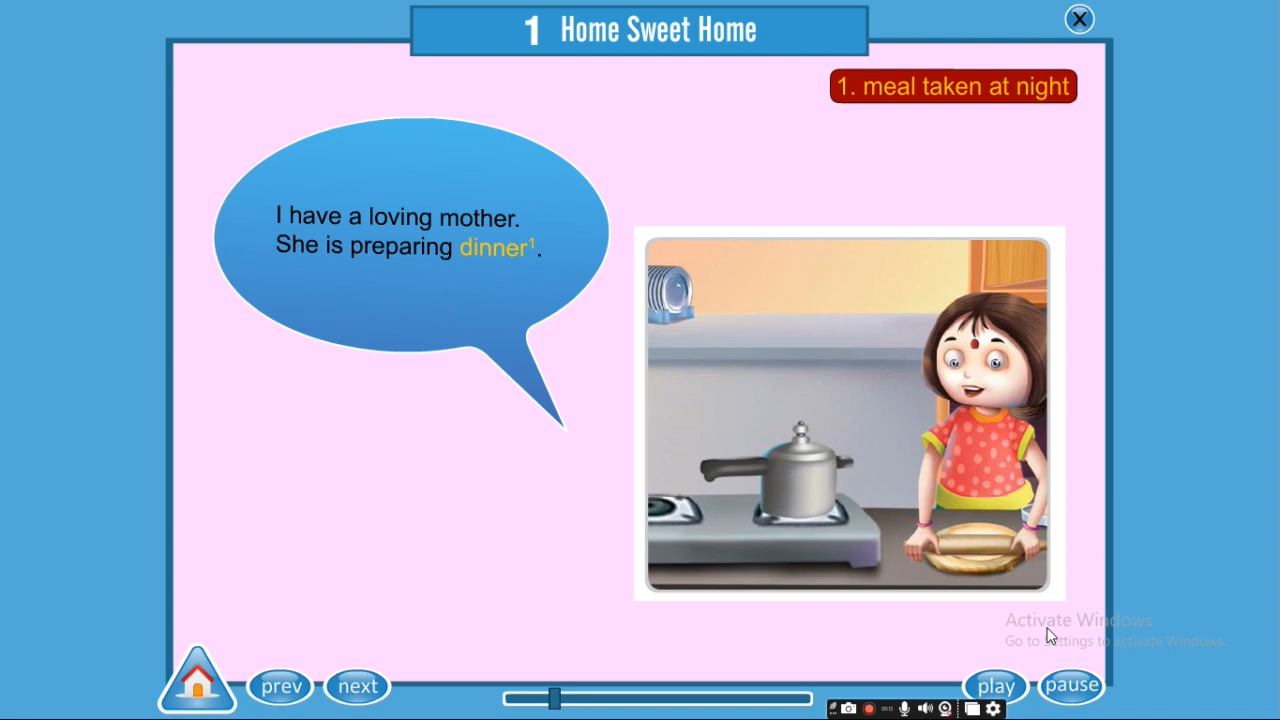 1 Home Sweet Home
X
1. meal taken at night
I have a loving mother.
She is preparing dinner¹.
Activate Windows
Go to Settings to activate Windows.
prev
next
play
pause